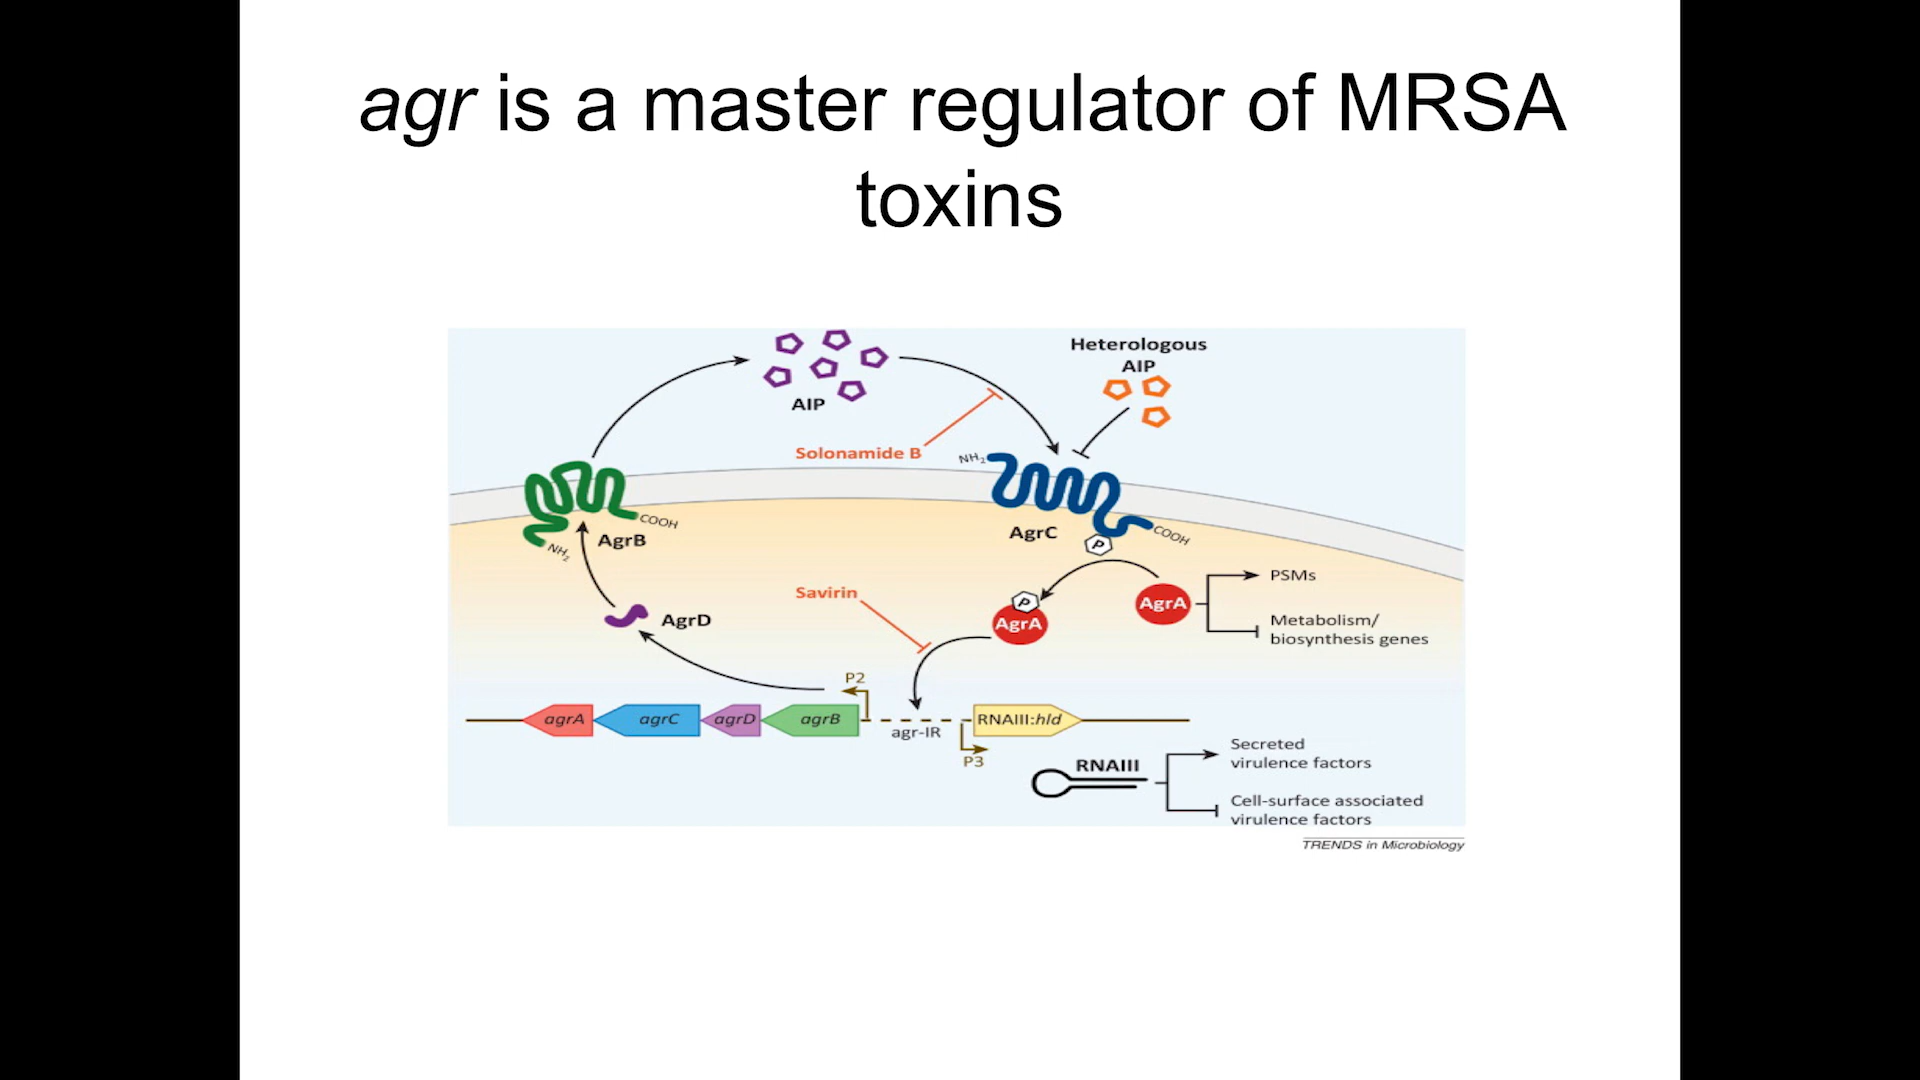 agr is a master regulator of MRSA
toxins
Heterologous
AIP
AIP
Solonamide B
NH2
COOH
AgrB
NH2
AgrC
COOH
P
Savirin
P
AgrA
AgrA
PSMs
Metabolism/
biosynthesis genes
AgrD
P2
agrA
agrC
agrD
agrB
agr-IR
RNAIII:hld
P3
RNAIII
Secreted
virulence factors
Cell-surface associated
virulence factors
TRENDS in Microbiology